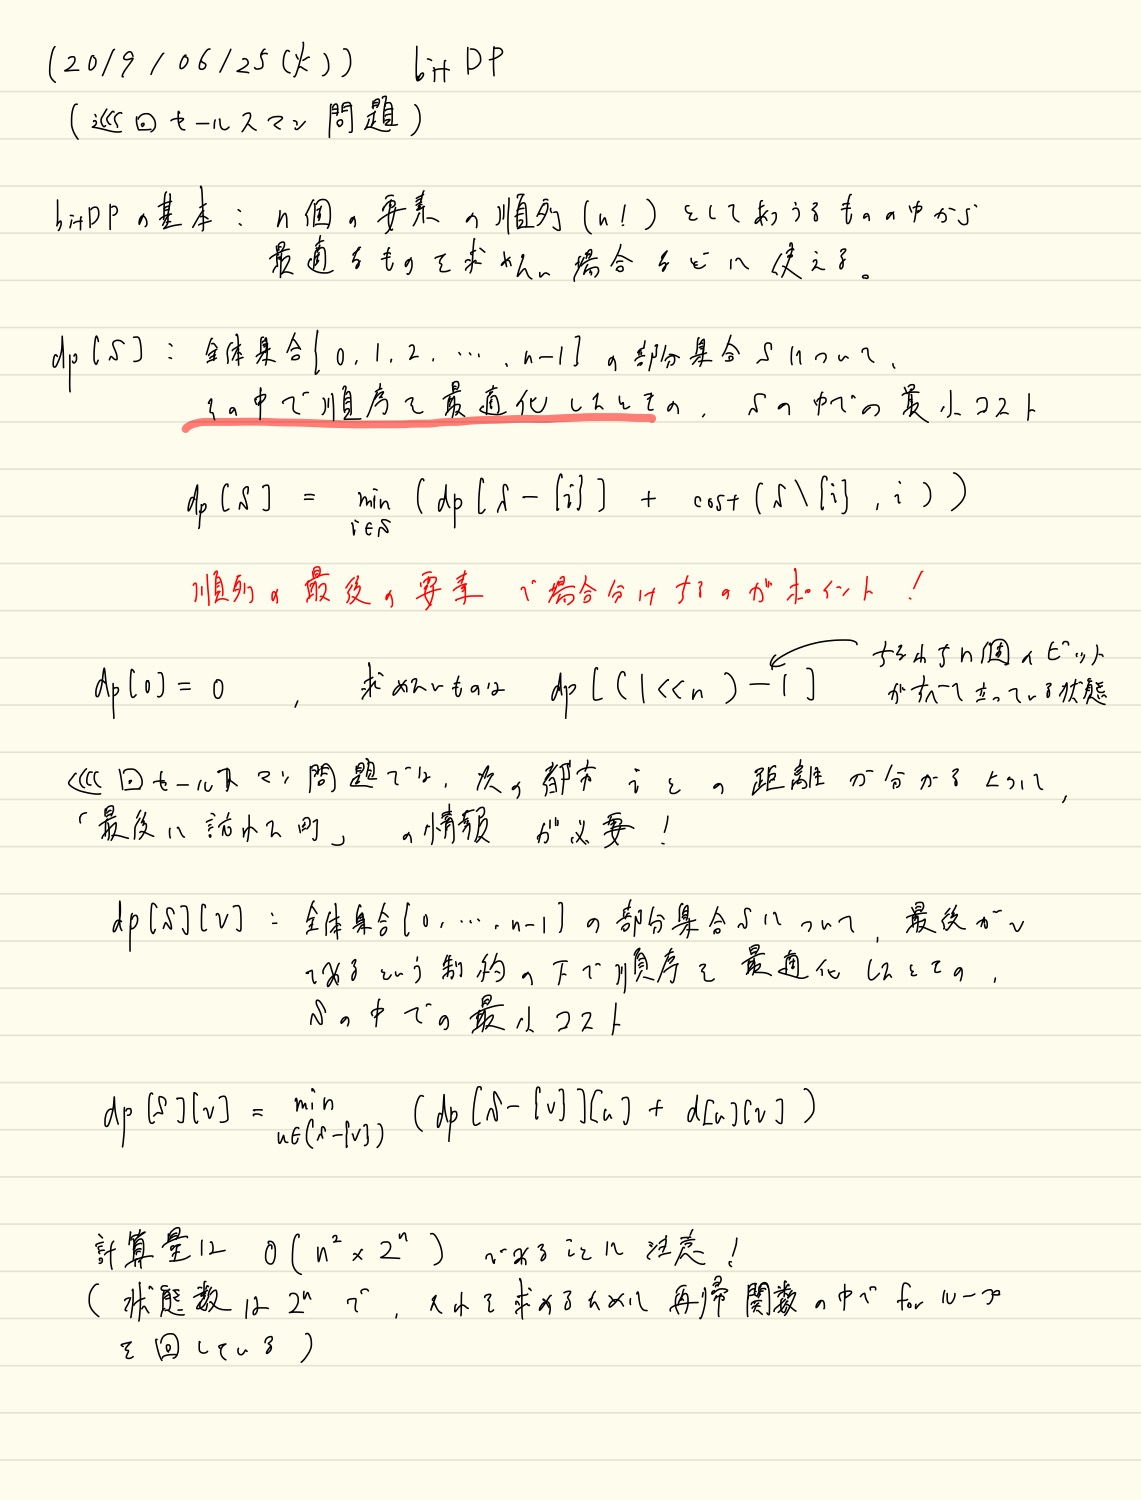 (2019/06/25(火)) bitDP
(巡回セールスマン問題)
bitDPの基本: n個の要素の順列(n!)としてありうるものの中から
最適なものを求めたい場合などに使える。
dp[S]: 全体集合{0, 1, 2, …, n-1}の部分集合Sについて、
その中で順序を最適化したときの、Sの中での最小コスト
dp[S] = min (dp[S-{i}] + cost(S\{i}, i))
i∈S
順列の最後の要素で場合分けするのがポイント!
dp[0]=0 , 求めたいものは dp[(1<<n)-1]
すなわちn個のビット
がすべて立っている状態
巡回セールスマン問題では、次の都市iとの距離が分かるように、
「最後に訪れた町」の情報が必要!
dp[S][v]: 全体集合{0, …, n-1}の部分集合Sについて、最後がv
であるという制約の下で順序を最適化したときの、
Sの中での最小コスト
dp[S][v] = min (dp[S-{v}][u] + d[u][v])
u∈(S-{v})
計算量は O(n² × 2ⁿ) であることに注意!
(状態数は2ⁿで、それを求めるために再帰関数の中でforループ
を回している)